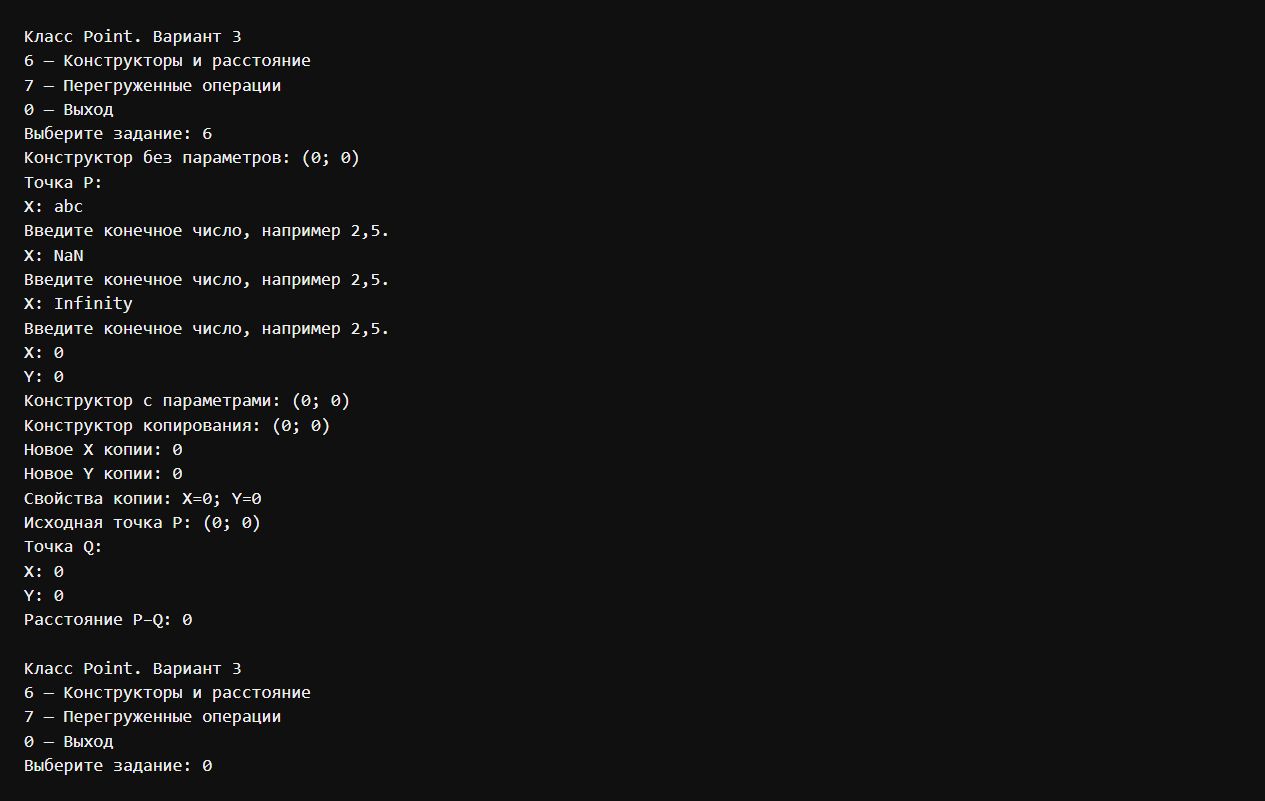 Класс Point. Вариант 3
6 — Конструкторы и расстояние
7 — Перегруженные операции
0 — Выход
Выберите задание: 6
Конструктор без параметров: (0; 0)
Точка P:
X: abc
Введите конечное число, например 2,5.
X: NaN
Введите конечное число, например 2,5.
X: Infinity
Введите конечное число, например 2,5.
X: 0
Y: 0
Конструктор с параметрами: (0; 0)
Конструктор копирования: (0; 0)
Новое X копии: 0
Новое Y копии: 0
Свойства копии: X=0; Y=0
Исходная точка P: (0; 0)
Точка Q:
X: 0
Y: 0
Расстояние P–Q: 0

Класс Point. Вариант 3
6 — Конструкторы и расстояние
7 — Перегруженные операции
0 — Выход
Выберите задание: 0